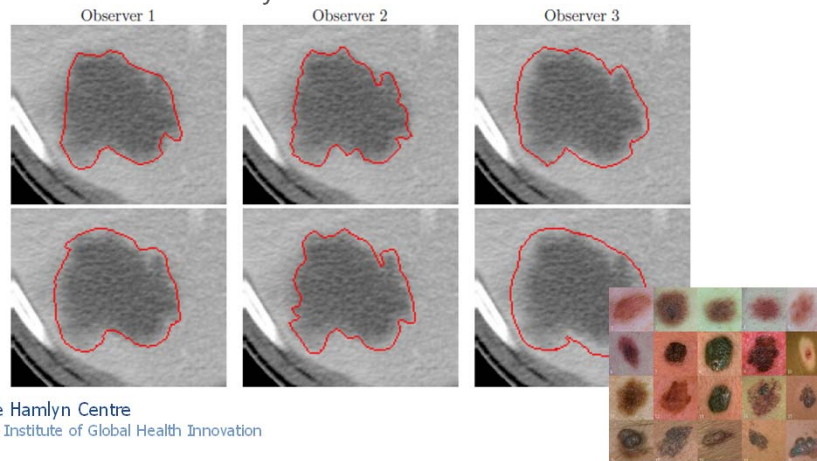 Observer 1
Observer 2
Observer 3
Hamlyn Centre
Institute of Global Health Innovation